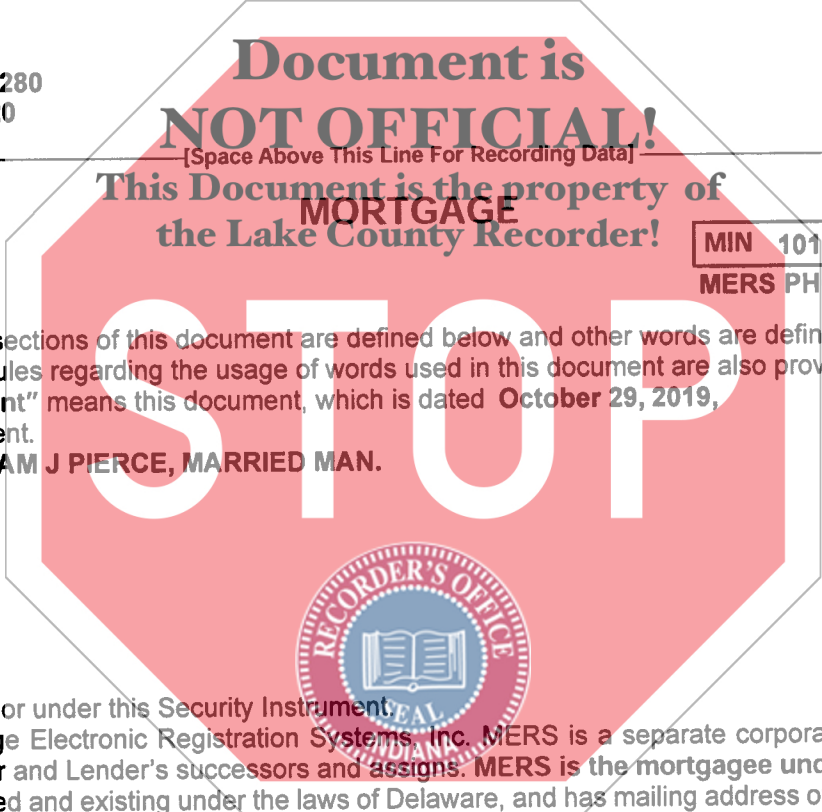 Document is
280
0
NOT OFFICIAL!
[Space Above This Line For Recording Data]
This Document is the property of
MORTGAGE
the Lake County Recorder!
MIN 101
MERS PH
STOP
sections of this document are defined below and other words are defin
ules regarding the usage of words used in this document are also prov
nt" means this document, which is dated October 29, 2019,
ent.
AM J PIERCE, MARRIED MAN.
RECORDER'S OFFICE
SEAL
INDIANA
or under this Security Instrument.
ge Electronic Registration Systems, Inc. MERS is a separate corpora
r and Lender's successors and assigns. MERS is the mortgagee und
ed and existing under the laws of Delaware, and has mailing address o